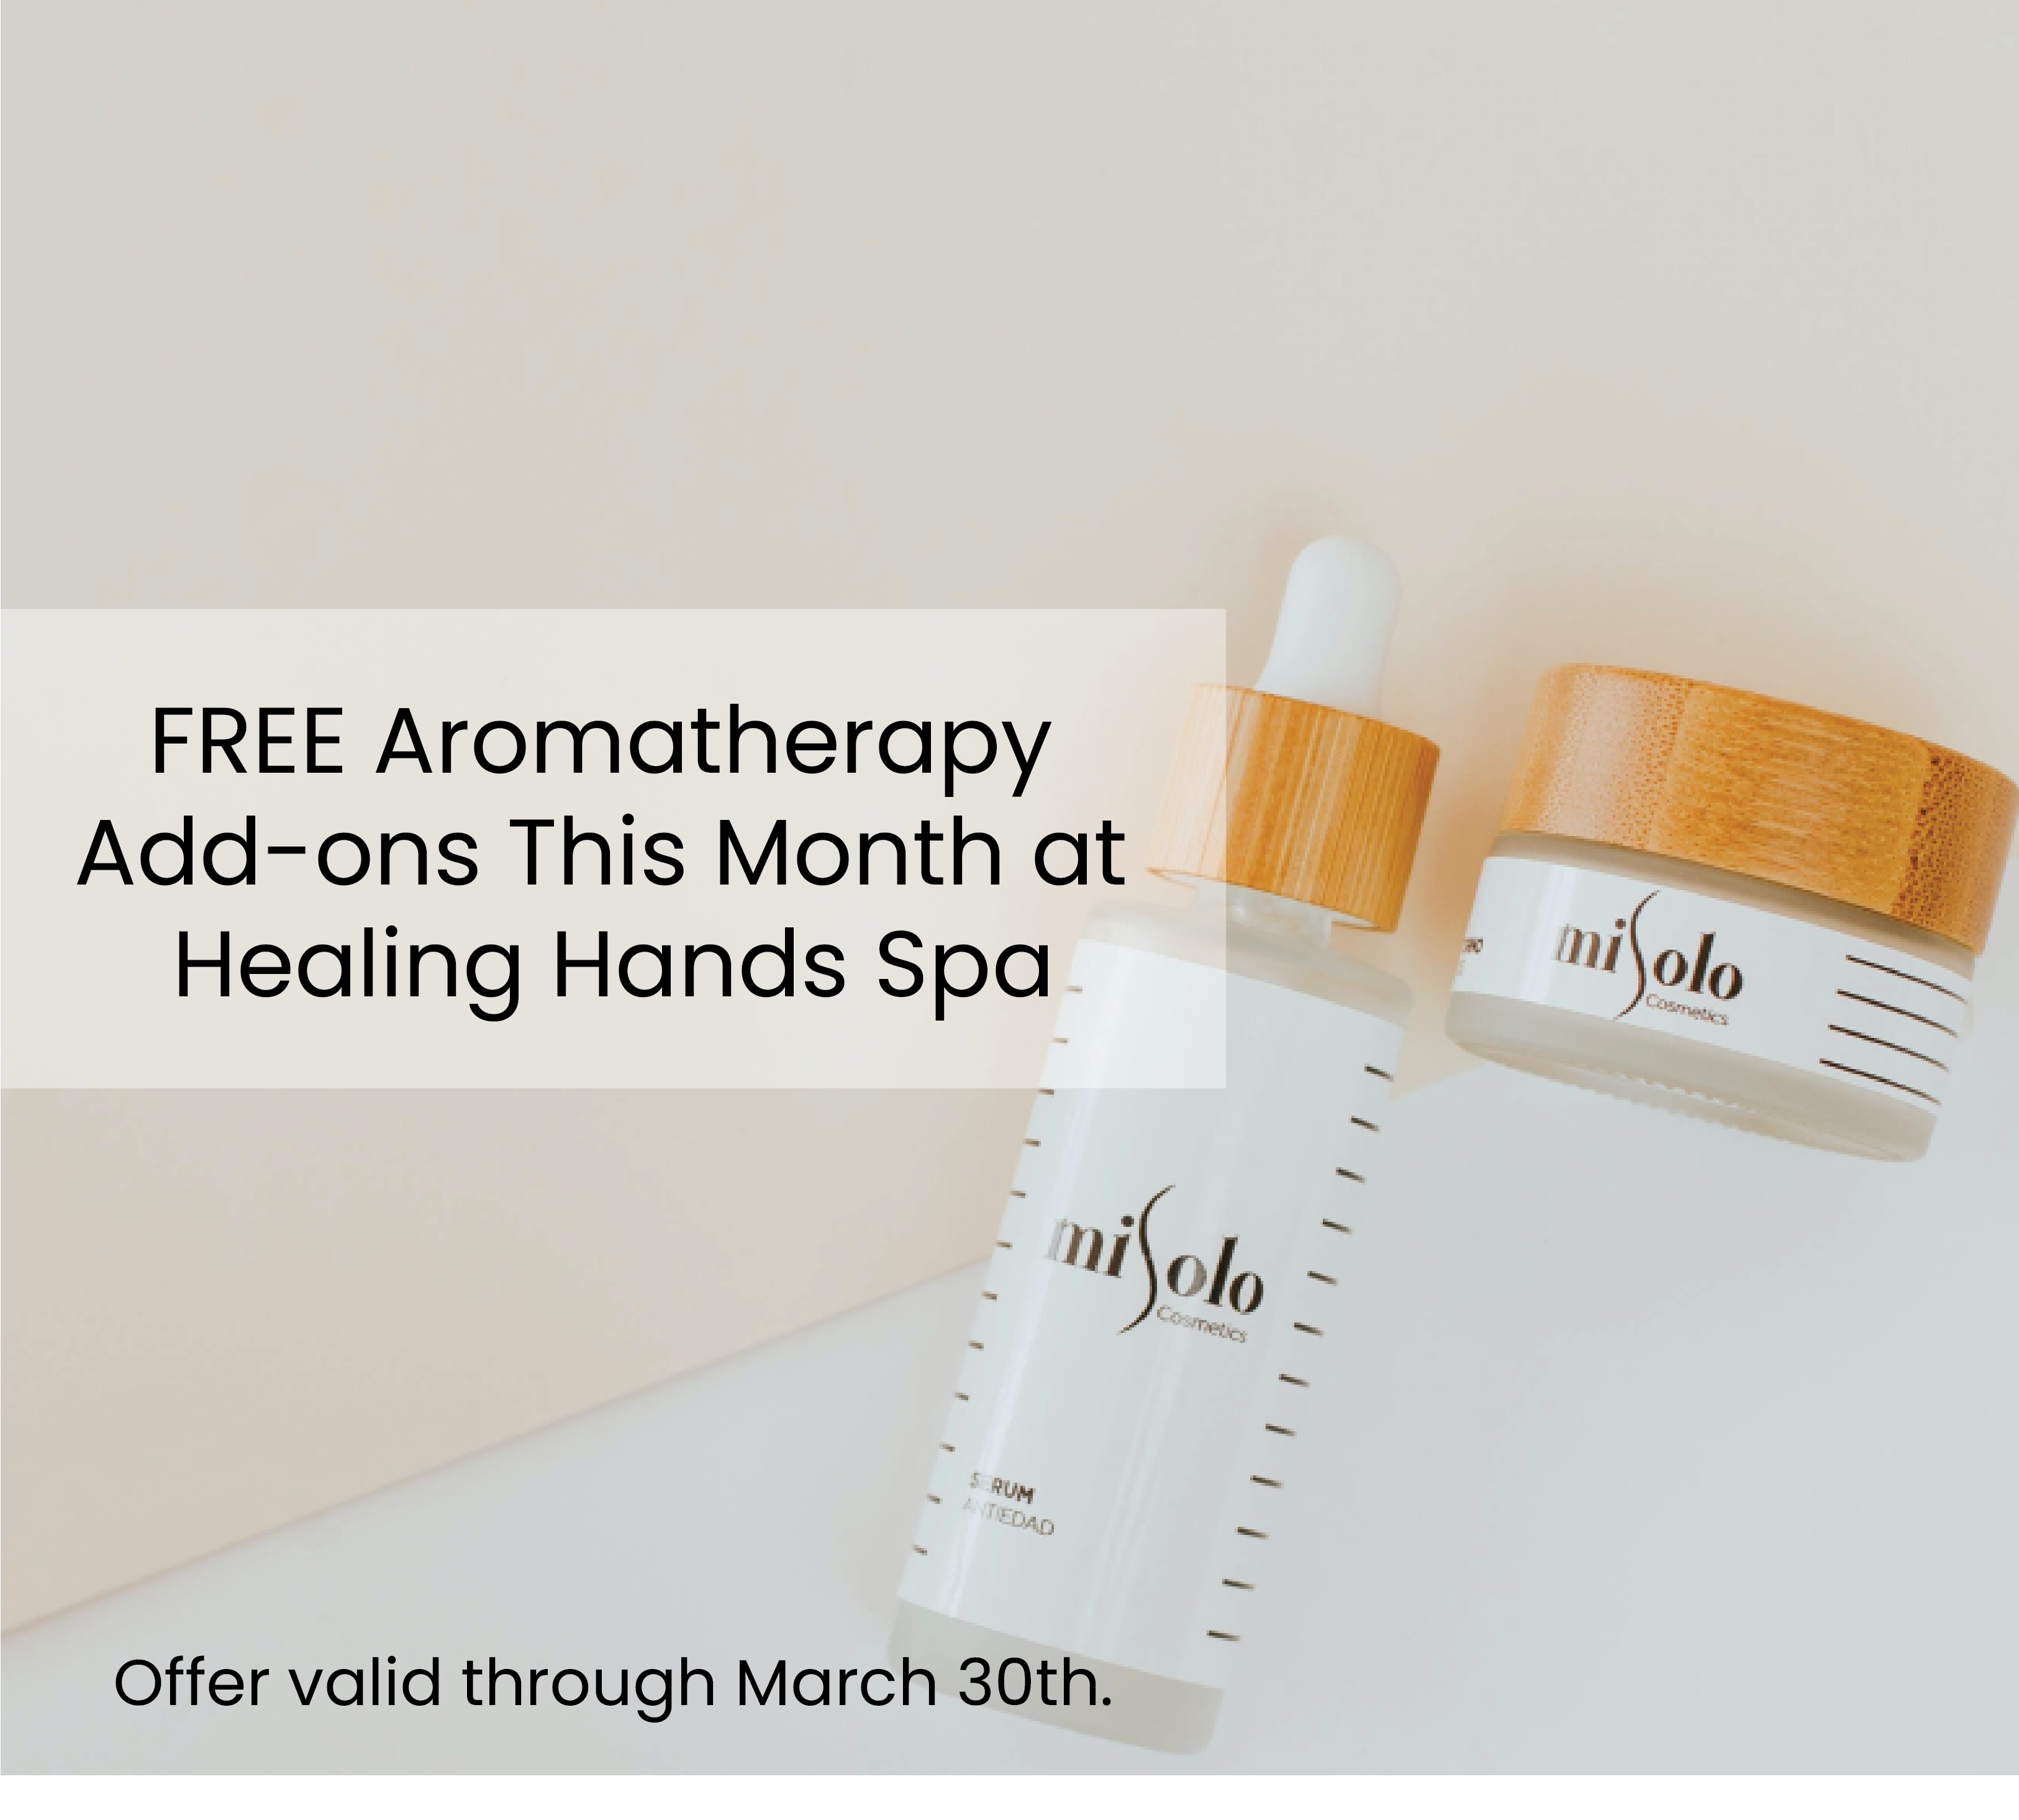 FREE Aromatherapy
Add-ons This Month at
Healing Hands Spa
miSolo
Cosmetics
miSolo
Cosmetics
SERUM
ANTIEDAD
Offer valid through March 30th.